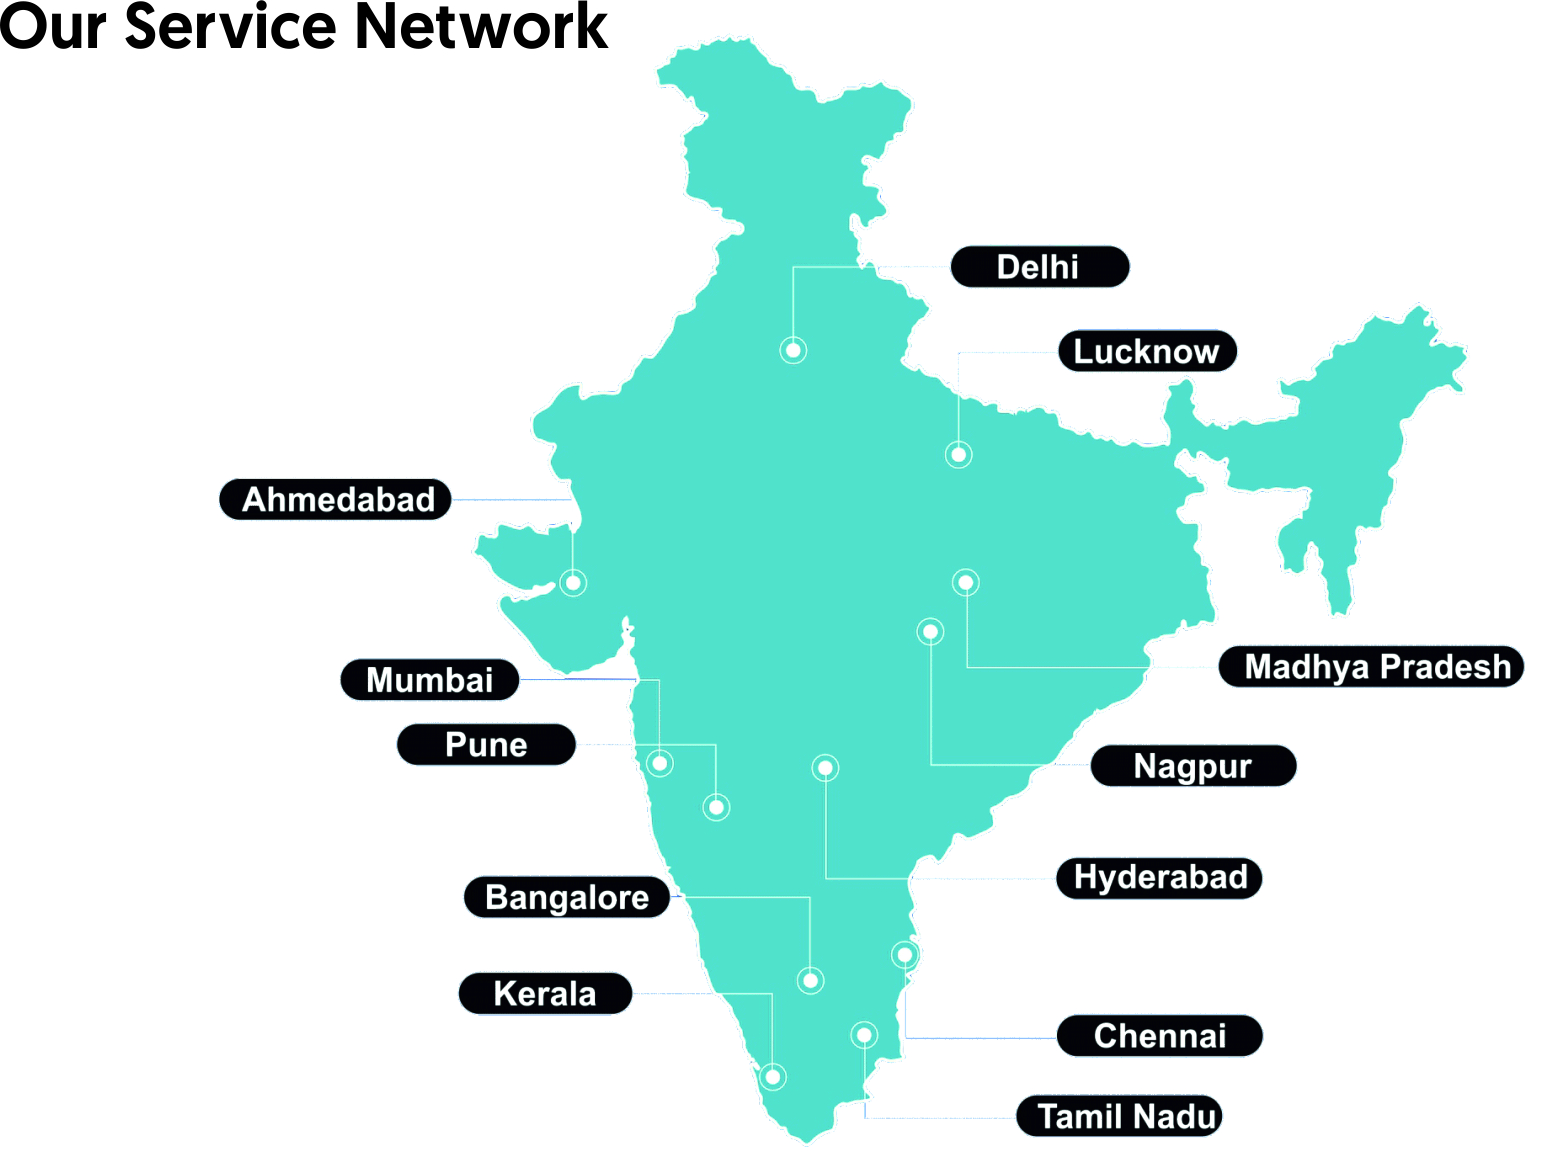 Our Service Network
Delhi
Lucknow
Ahmedabad
Madhya Pradesh
Mumbai
Pune
Nagpur
Hyderabad
Bangalore
Kerala
Chennai
Tamil Nadu